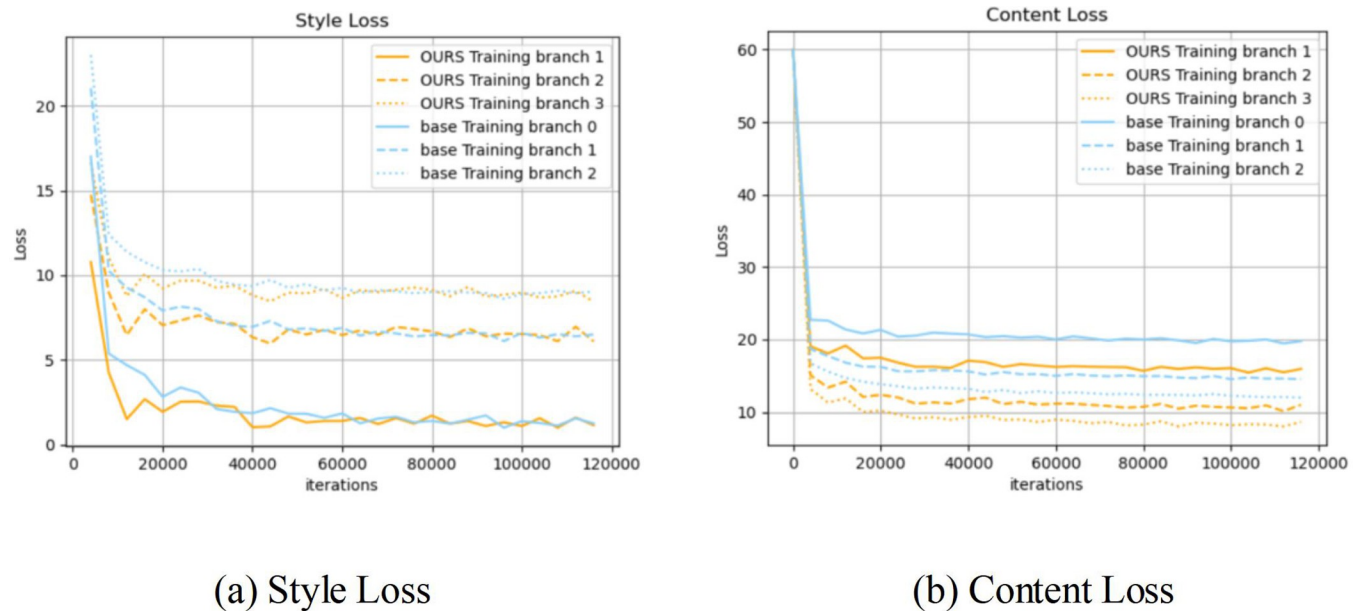 Style Loss
OURS Training branch 1
OURS Training branch 2
OURS Training branch 3
base Training branch 0
base Training branch 1
base Training branch 2
20
15
10
5
0
Loss
0 20000 40000 60000 80000 100000 120000
iterations
(a) Style Loss
Content Loss
OURS Training branch 1
OURS Training branch 2
OURS Training branch 3
base Training branch 0
base Training branch 1
base Training branch 2
60
50
40
30
20
10
Loss
0 20000 40000 60000 80000 100000 120000
iterations
(b) Content Loss